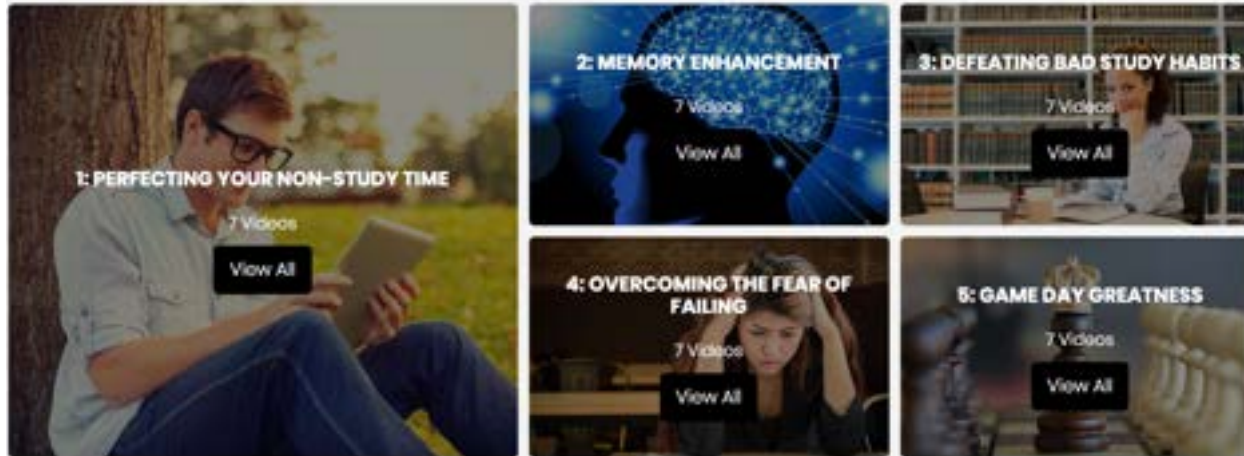 1: PERFECTING YOUR NON-STUDY TIME
7 Videos
View All
2: MEMORY ENHANCEMENT
7 Videos
View All
3: DEFEATING BAD STUDY HABITS
7 Videos
View All
4: OVERCOMING THE FEAR OF
FAILING
7 Videos
View All
5: GAME DAY GREATNESS
7 Videos
View All